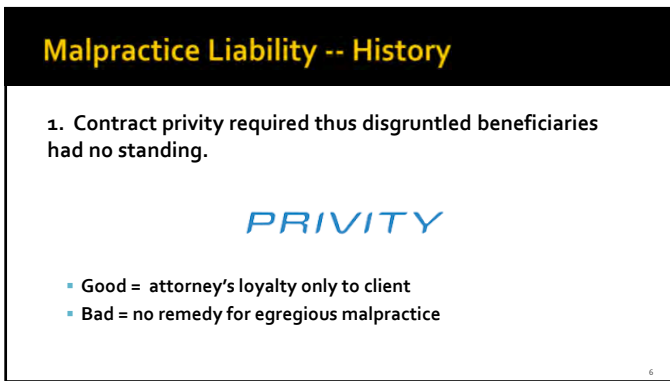 Malpractice Liability -- History
1. Contract privity required thus disgruntled beneficiaries
had no standing.
PRIVITY
▪ Good = attorney's loyalty only to client
▪ Bad = no remedy for egregious malpractice
6